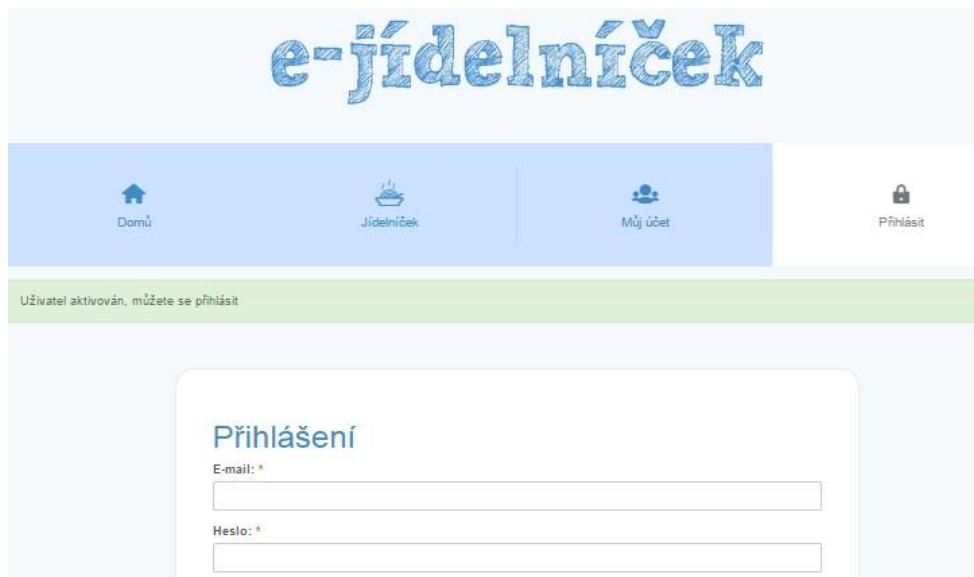 e-jídelníček
Domů
Jídelníček
Můj účet
Přihlásit
Uživatel aktivován, můžete se přihlásit
Přihlášení
E-mail: *
Heslo: *